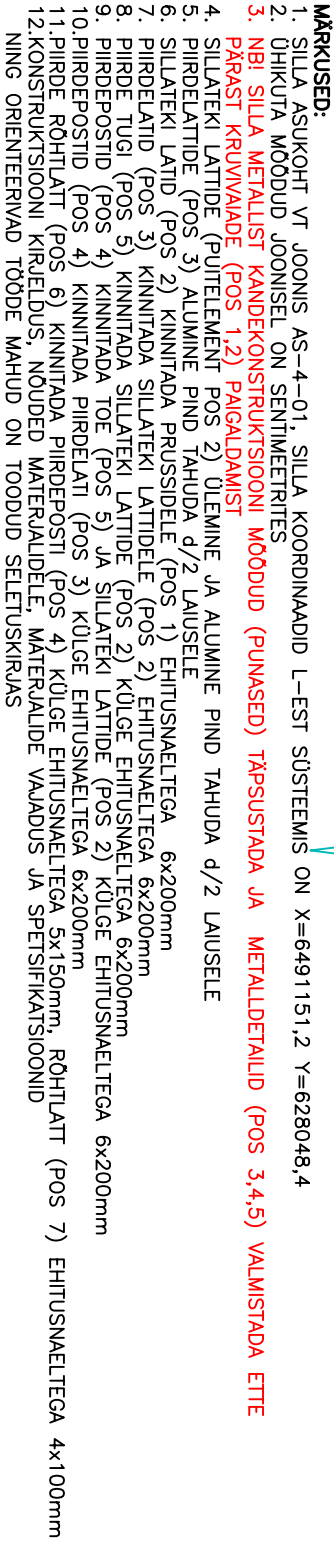 MÄRKUSED:
1. SILLA ASUKOHT VT JOONIS AS-4-01, SILLA KOORDINAADID L-EST SÜSTEEMIS ON X=6491151,2 Y=628048,4
2. ÜHIKUTA MÕÕDUD JOONISEL ON SENTIMEETRITES
3. NB! SILLA METALLIST KANDEKONSTRUKTSIOONI MÕÕDUD (PUNASED) TÄPSUSTADA JA METALLDETAILID (POS 3,4,5) VALMISTADA ETTE
PÄRAST KRUVIVAIADE (POS 1,2) PAIGALDAMIST
4. SILLATEKI LATTIDE (PUITELEMENT POS 2) ÜLEMINE JA ALUMINE PIND TAHUDA d/2 LAIUSELE
5. PIIRDELATTIDE (POS 3) ALUMINE PIND TAHUDA d/2 LAIUSELE
6. SILLATEKI LATID (POS 2) KINNITADA PRUSSIDELE (POS 1) EHITUSNAELTEGA 6x200mm
7. PIIRDELATID (POS 3) KINNITADA SILLATEKI LATTIDELE (POS 2) EHITUSNAELTEGA 6x200mm
8. PIIRDE TUGI (POS 5) KINNITADA SILLATEKI LATTIDE (POS 2) KÜLGE EHITUSNAELTEGA 6x200mm
9. PIIRDEPOSTID (POS 4) KINNITADA TOE (POS 5) JA SILLATEKI LATTIDE (POS 2) KÜLGE EHITUSNAELTEGA 6x200mm
10.PIIRDEPOSTID (POS 4) KINNITADA PIIRDELATI (POS 3) KÜLGE EHITUSNAELTEGA 6x200mm
11.PIIRDE RÕHTLATT (POS 6) KINNITADA PIIRDEPOSTI (POS 4) KÜLGE EHITUSNAELTEGA 5x150mm, RÕHTLATT (POS 7) EHITUSNAELTEGA 4x100mm
12.KONSTRUKTSIOONI KIRJELDUS, NÕUDED MATERJALIDELE, MATERJALIDE VAJADUS JA SPETSIFIKATSIOONID
NING ORIENTEERIVAD TÖÖDE MAHUD ON TOODUD SELETUSKIRJAS